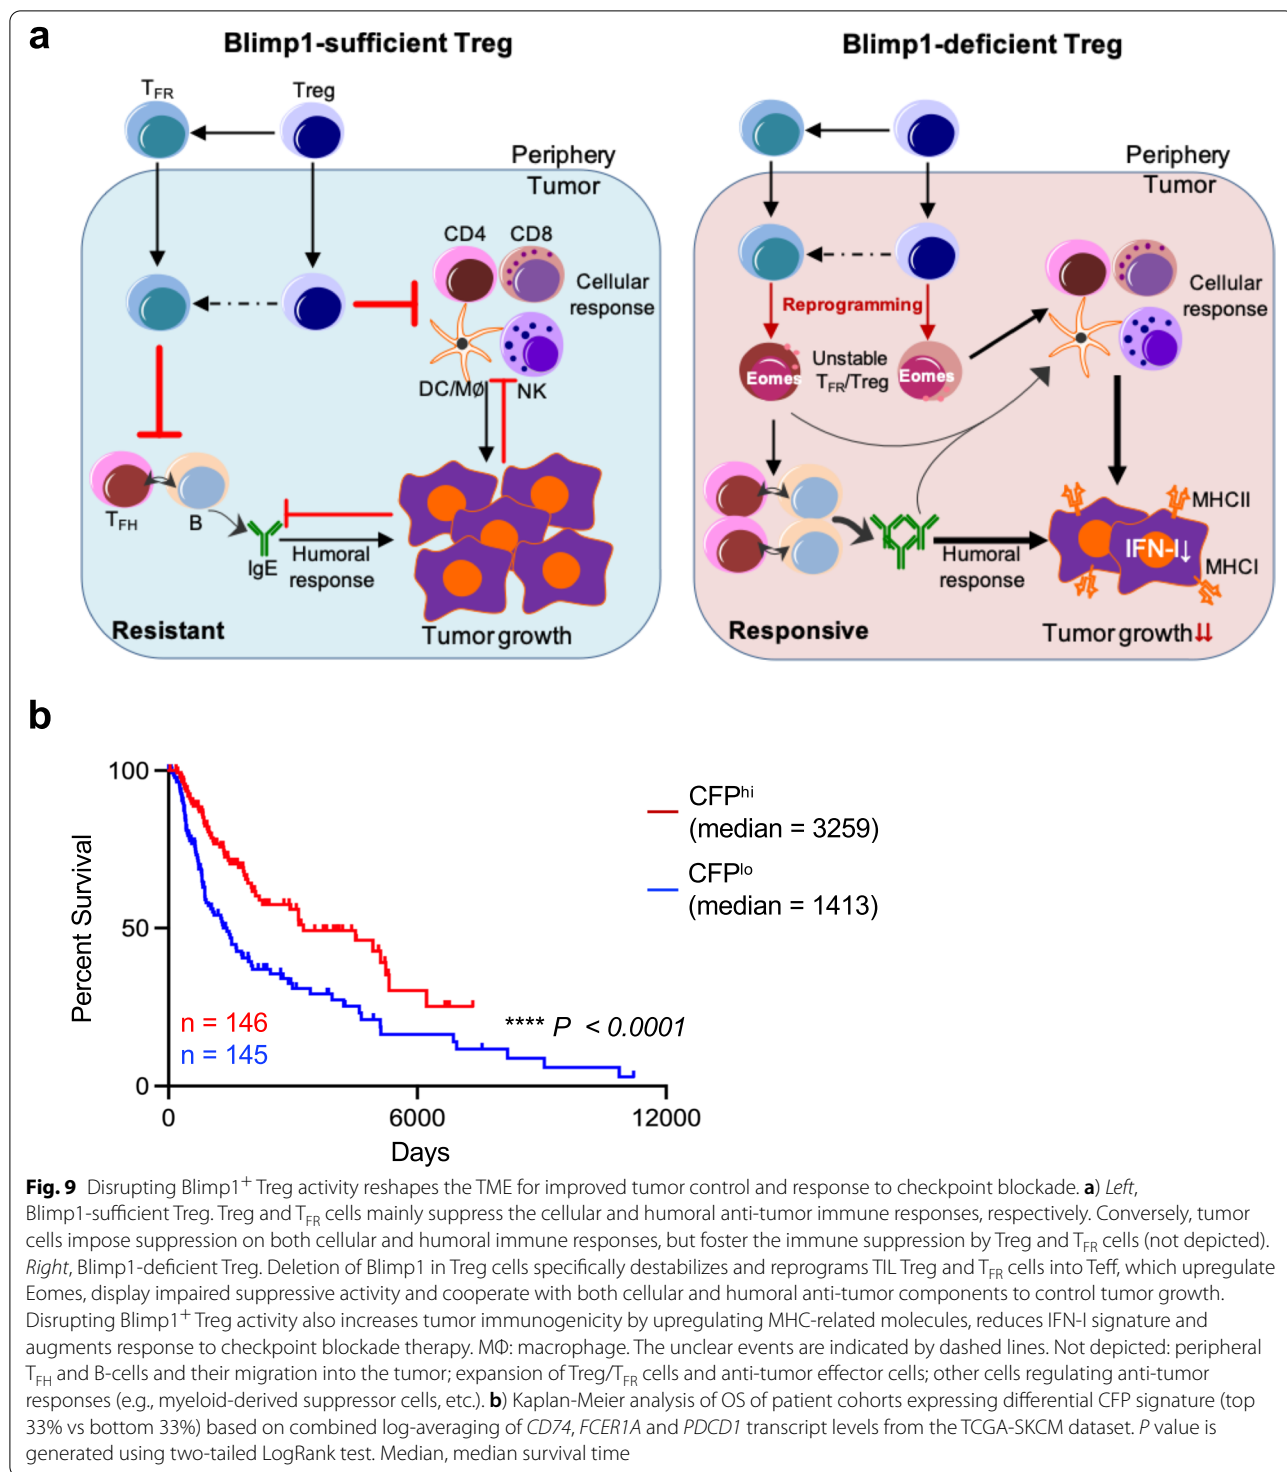 a
Blimp1-sufficient Treg
Blimp1-deficient Treg
TFR
Treg
Periphery
Tumor
CD4
CD8
Cellular
response
DC/MØ
NK
TFH
B
IgE
Humoral
response
Resistant
Tumor growth
Periphery
Tumor
Reprogramming
Eomes
Unstable
TFR/Treg
Eomes
Cellular
response
MHCII
IFN-I↓
MHCI
Humoral
response
Responsive
Tumor growth⇊
b
Percent Survival
100
50
0
n = 146
n = 145
**** P < 0.0001
0
6000
12000
Days
CFPhi
(median = 3259)
CFPlo
(median = 1413)
Fig. 9 Disrupting Blimp1+ Treg activity reshapes the TME for improved tumor control and response to checkpoint blockade. a) Left,
Blimp1-sufficient Treg. Treg and TFR cells mainly suppress the cellular and humoral anti-tumor immune responses, respectively. Conversely, tumor
cells impose suppression on both cellular and humoral immune responses, but foster the immune suppression by Treg and TFR cells (not depicted).
Right, Blimp1-deficient Treg. Deletion of Blimp1 in Treg cells specifically destabilizes and reprograms TIL Treg and TFR cells into Teff, which upregulate
Eomes, display impaired suppressive activity and cooperate with both cellular and humoral anti-tumor components to control tumor growth.
Disrupting Blimp1+ Treg activity also increases tumor immunogenicity by upregulating MHC-related molecules, reduces IFN-I signature and
augments response to checkpoint blockade therapy. MΦ: macrophage. The unclear events are indicated by dashed lines. Not depicted: peripheral
TFH and B-cells and their migration into the tumor; expansion of Treg/TFR cells and anti-tumor effector cells; other cells regulating anti-tumor
responses (e.g., myeloid-derived suppressor cells, etc.). b) Kaplan-Meier analysis of OS of patient cohorts expressing differential CFP signature (top
33% vs bottom 33%) based on combined log-averaging of CD74, FCER1A and PDCD1 transcript levels from the TCGA-SKCM dataset. P value is
generated using two-tailed LogRank test. Median, median survival time